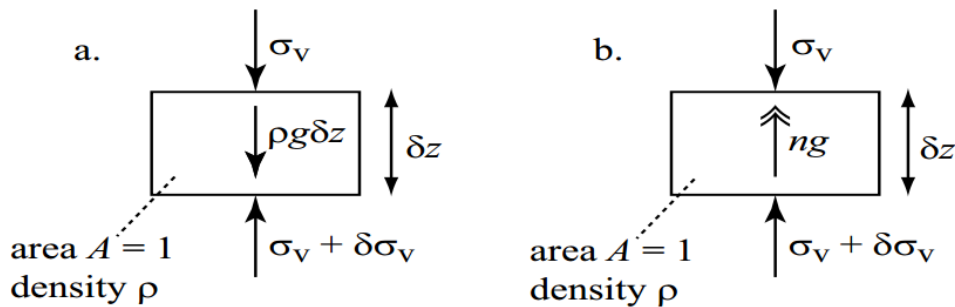 a.
σv
ρgδz
δz
area A = 1
density ρ
σv + δσv
b.
σv
ng
δz
area A = 1
density ρ
σv + δσv